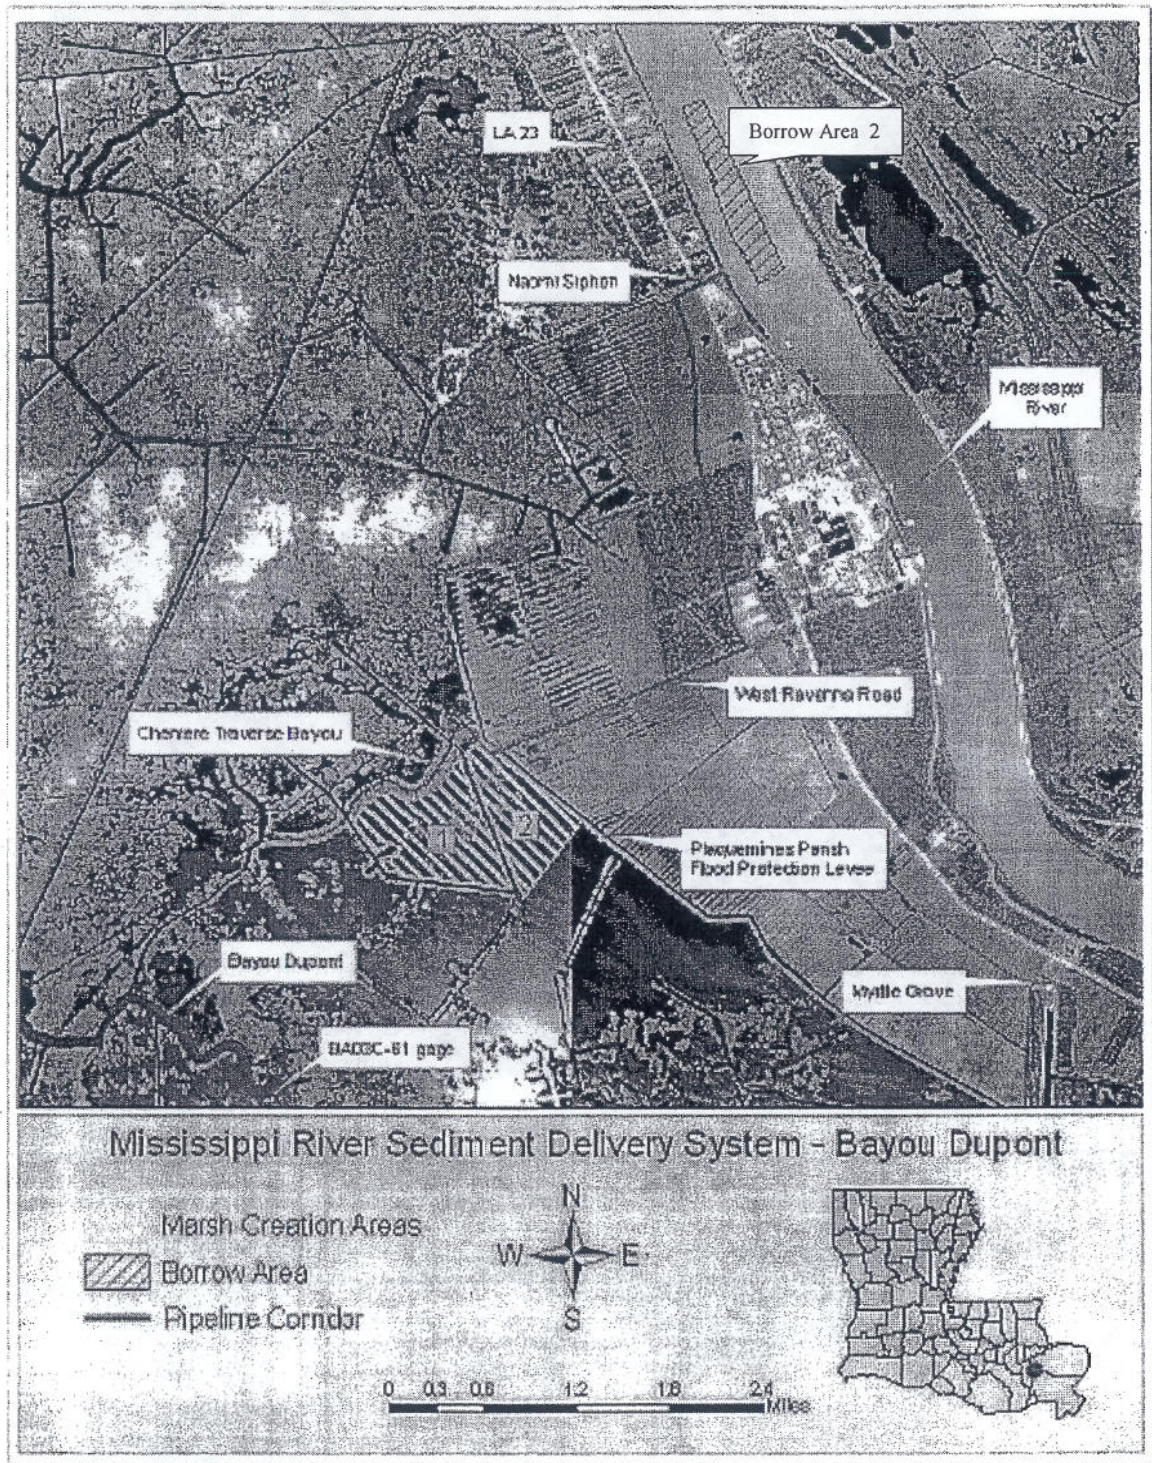 LA 23
Borrow Area 2
Naomi Siphon
Mississippi
River
West Ravenna Road
Cheniere Traverse Bayou
1
2
Plaquemines Parish
Flood Protection Levee
Bayou Dupont
Myrtle Grove
gage
Mississippi River Sediment Delivery System - Bayou Dupont
N
Marsh Creation Areas
W
E
Borrow Area
S
Pipeline Corridor
0 0.3 0.6 1.2 1.8 2.4
Miles